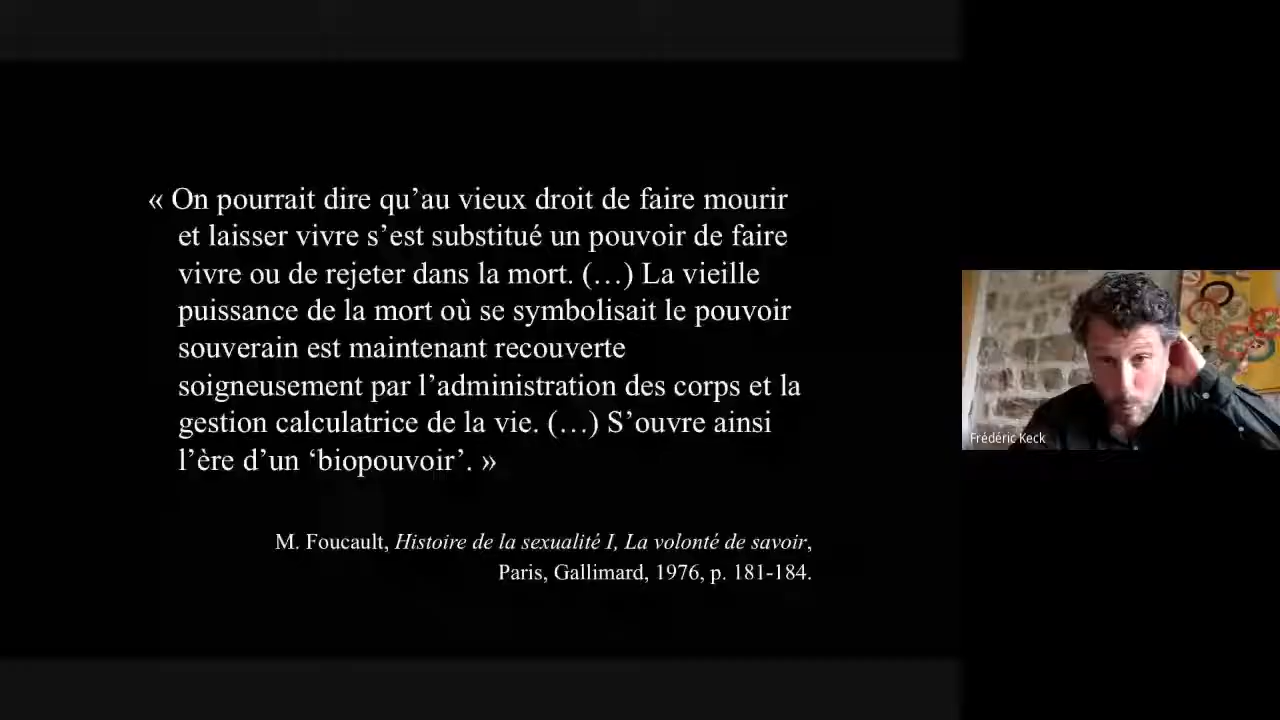 « On pourrait dire qu’au vieux droit de faire mourir
et laisser vivre s’est substitué un pouvoir de faire
vivre ou de rejeter dans la mort. (…) La vieille
puissance de la mort où se symbolisait le pouvoir
souverain est maintenant recouverte
soigneusement par l’administration des corps et la
gestion calculatrice de la vie. (…) S’ouvre ainsi
l’ère d’un ‘biopouvoir’. »
M. Foucault, Histoire de la sexualité I, La volonté de savoir,
Paris, Gallimard, 1976, p. 181-184.
Frédéric Keck